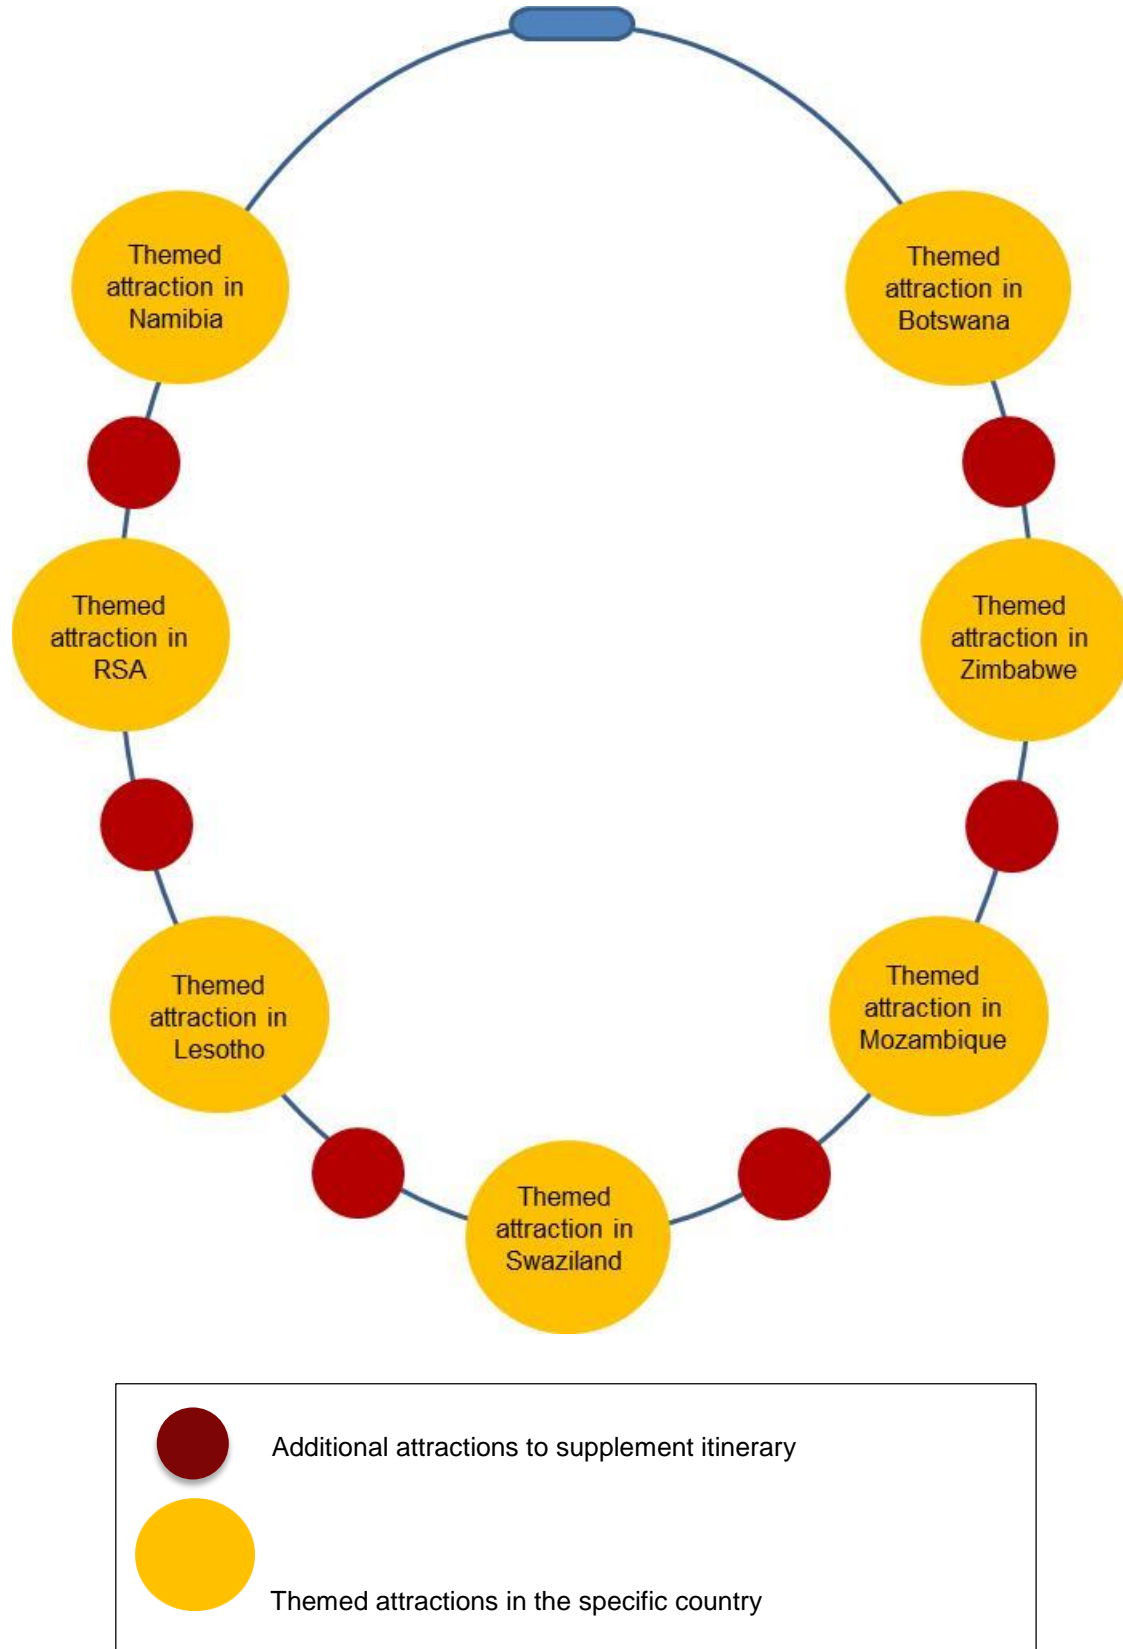 Themed
attraction in
Namibia
Themed
attraction in
Botswana
Themed
attraction in
RSA
Themed
attraction in
Zimbabwe
Themed
attraction in
Lesotho
Themed
attraction in
Mozambique
Themed
attraction in
Swaziland
Additional attractions to supplement itinerary
Themed attractions in the specific country